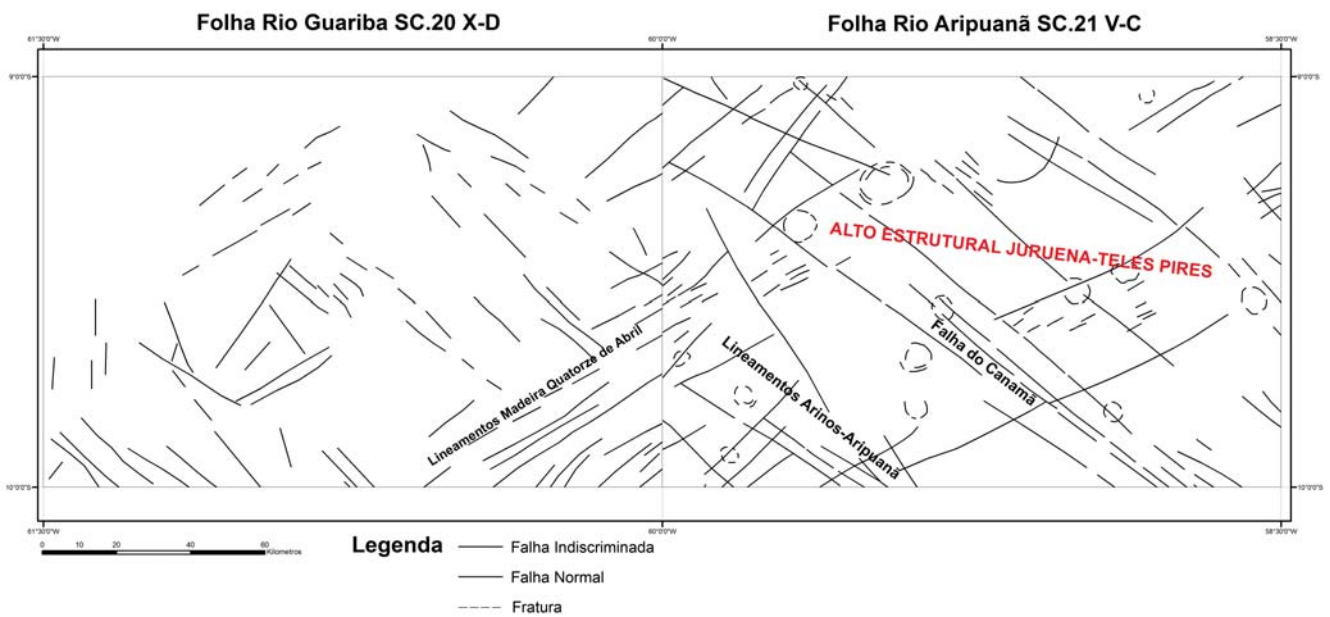 Folha Rio Guariba SC.20 X-D
Folha Rio Aripuanã SC.21 V-C
61°30'0"W
60°0'0"W
58°30'0"W
9°0'0"S
9°0'0"S
ALTO ESTRUTURAL JURUENA-TELES PIRES
Lineamentos Madeira Quatorze de Abril
Lineamentos Arinos-Aripuanã
Falha do Canamã
10°0'0"S
10°0'0"S
61°30'0"W
60°0'0"W
58°30'0"W
0 10 20 40 60
Kilometros
Legenda
Falha Indiscriminada
Falha Normal
Fratura